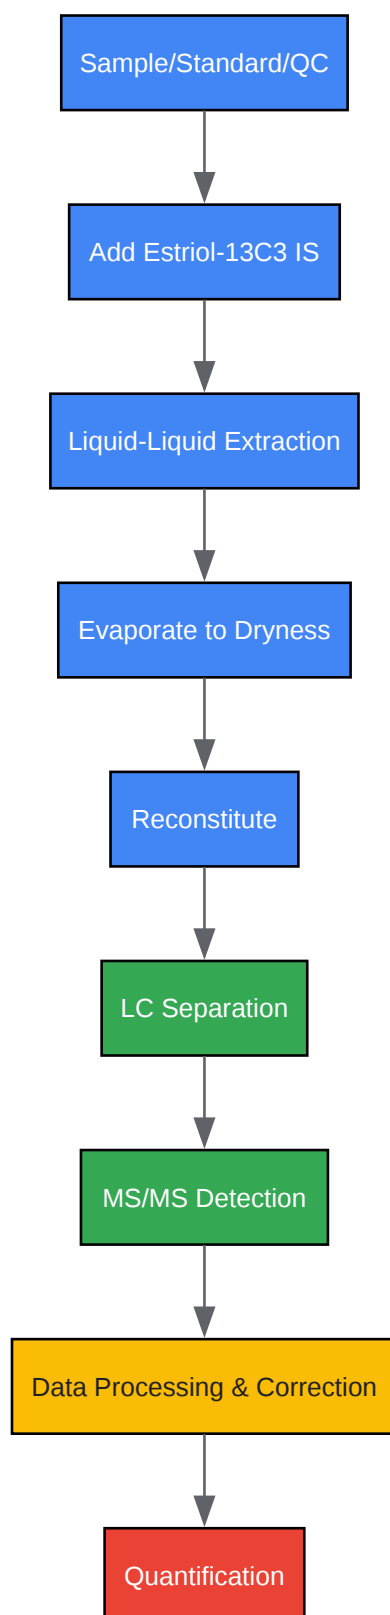 Sample/Standard/QC
Add Estriol-13C3 IS
Liquid-Liquid Extraction
Evaporate to Dryness
Reconstitute
LC Separation
MS/MS Detection
Data Processing & Correction
Quantification